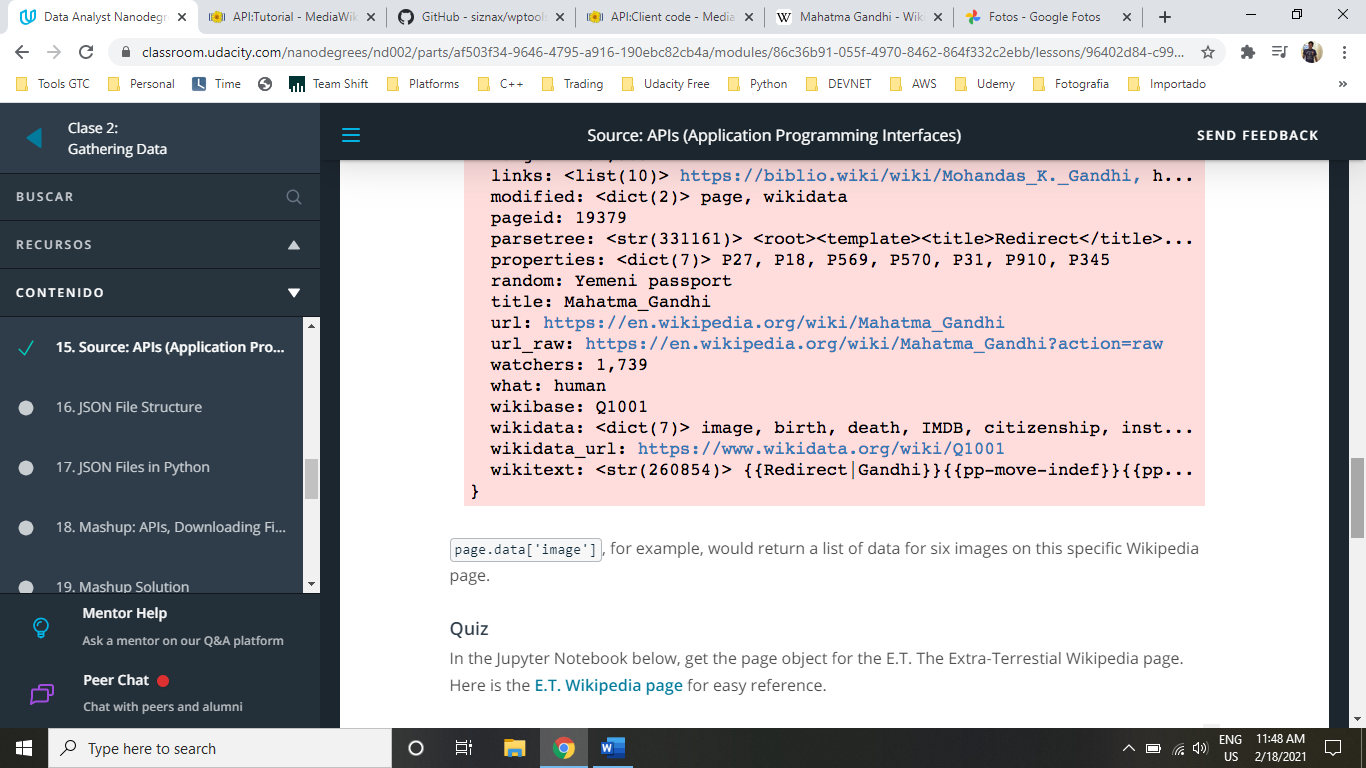 Data Analyst Nanodegr
API:Tutorial - MediaWik
GitHub - siznax/wptool
API:Client code - Media
Mahatma Gandhi - Wik
Fotos - Google Fotos
classroom.udacity.com/nanodegrees/nd002/parts/af503f34-9646-4795-a916-190ebc82cb4a/modules/86c36b91-055f-4970-8462-864f332c2ebb/lessons/96402d84-c99...
Tools GTC
Personal
Time
Team Shift
Platforms
C++
Trading
Udacity Free
Python
DEVNET
AWS
Udemy
Fotografia
Importado
Clase 2:
Gathering Data
BUSCAR
RECURSOS
CONTENIDO
15. Source: APIs (Application Pro...
16. JSON File Structure
17. JSON Files in Python
18. Mashup: APIs, Downloading Fi...
19. Mashup Solution
Mentor Help
Ask a mentor on our Q&A platform
Peer Chat
Chat with peers and alumni
Source: APIs (Application Programming Interfaces)
SEND FEEDBACK
links: <list(10)> https://biblio.wiki/wiki/Mohandas_K._Gandhi, h...
modified: <dict(2)> page, wikidata
pageid: 19379
parsetree: <str(331161)> <root><template><title>Redirect</title>...
properties: <dict(7)> P27, P18, P569, P570, P31, P910, P345
random: Yemeni passport
title: Mahatma_Gandhi
url: https://en.wikipedia.org/wiki/Mahatma_Gandhi
url_raw: https://en.wikipedia.org/wiki/Mahatma_Gandhi?action=raw
watchers: 1,739
what: human
wikibase: Q1001
wikidata: <dict(7)> image, birth, death, IMDB, citizenship, inst...
wikidata_url: https://www.wikidata.org/wiki/Q1001
wikitext: <str(260854)> {{Redirect|Gandhi}}{{pp-move-indef}}{{pp...
}
page.data['image'], for example, would return a list of data for six images on this specific Wikipedia
page.
Quiz
In the Jupyter Notebook below, get the page object for the E.T. The Extra-Terrestial Wikipedia page.
Here is the E.T. Wikipedia page for easy reference.
Type here to search
ENG
US
11:48 AM
2/18/2021